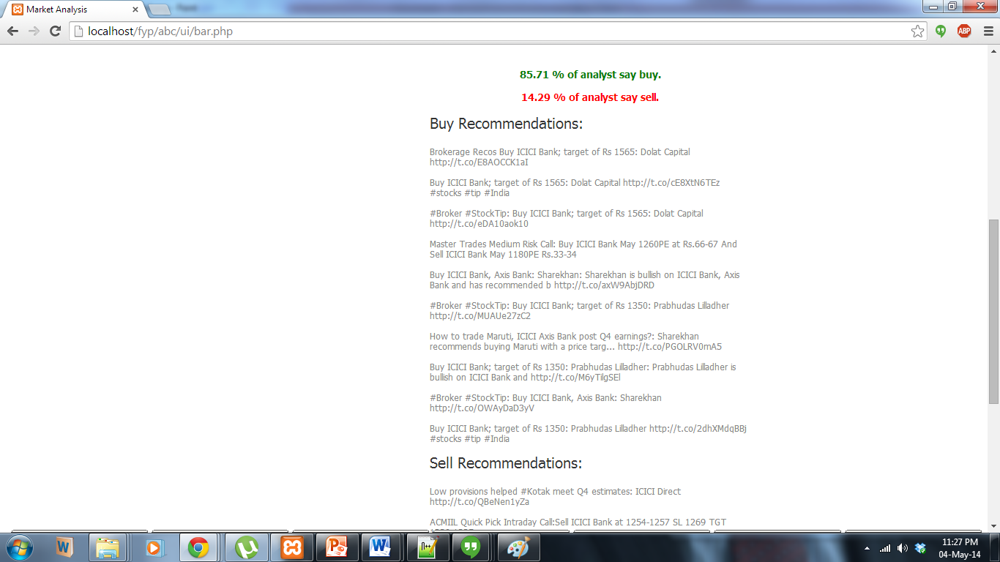 Market Analysis
localhost/fyp/abc/ui/bar.php
ABP
85.71 % of analyst say buy.
14.29 % of analyst say sell.
Buy Recommendations:
Brokerage Recos Buy ICICI Bank; target of Rs 1565: Dolat Capital
http://t.co/E8AOCCK1aI
Buy ICICI Bank; target of Rs 1565: Dolat Capital http://t.co/cE8XtN6TEz
#stocks #tip #India
#Broker #StockTip: Buy ICICI Bank; target of Rs 1565: Dolat Capital
http://t.co/eDA10aok10
Master Trades Medium Risk Call: Buy ICICI Bank May 1260PE at Rs.66-67 And
Sell ICICI Bank May 1180PE Rs.33-34
Buy ICICI Bank, Axis Bank: Sharekhan: Sharekhan is bullish on ICICI Bank, Axis
Bank and has recommended b http://t.co/axW9AbjDRD
#Broker #StockTip: Buy ICICI Bank; target of Rs 1350: Prabhudas Lilladher
http://t.co/MUAUe27zC2
How to trade Maruti, ICICI Axis Bank post Q4 earnings?: Sharekhan
recommends buying Maruti with a price targ... http://t.co/PGOLRV0mA5
Buy ICICI Bank; target of Rs 1350: Prabhudas Lilladher: Prabhudas Lilladher is
bullish on ICICI Bank and http://t.co/M6yTilgSEl
#Broker #StockTip: Buy ICICI Bank, Axis Bank: Sharekhan
http://t.co/OWAyDaD3yV
Buy ICICI Bank; target of Rs 1350: Prabhudas Lilladher http://t.co/2dhXMdqBBj
#stocks #tip #India
Sell Recommendations:
Low provisions helped #Kotak meet Q4 estimates: ICICI Direct
http://t.co/QBeNen1yZa
ACMIIL Quick Pick Intraday Call:Sell ICICI Bank at 1254-1257 SL 1269 TGT
11:27 PM
04-May-14